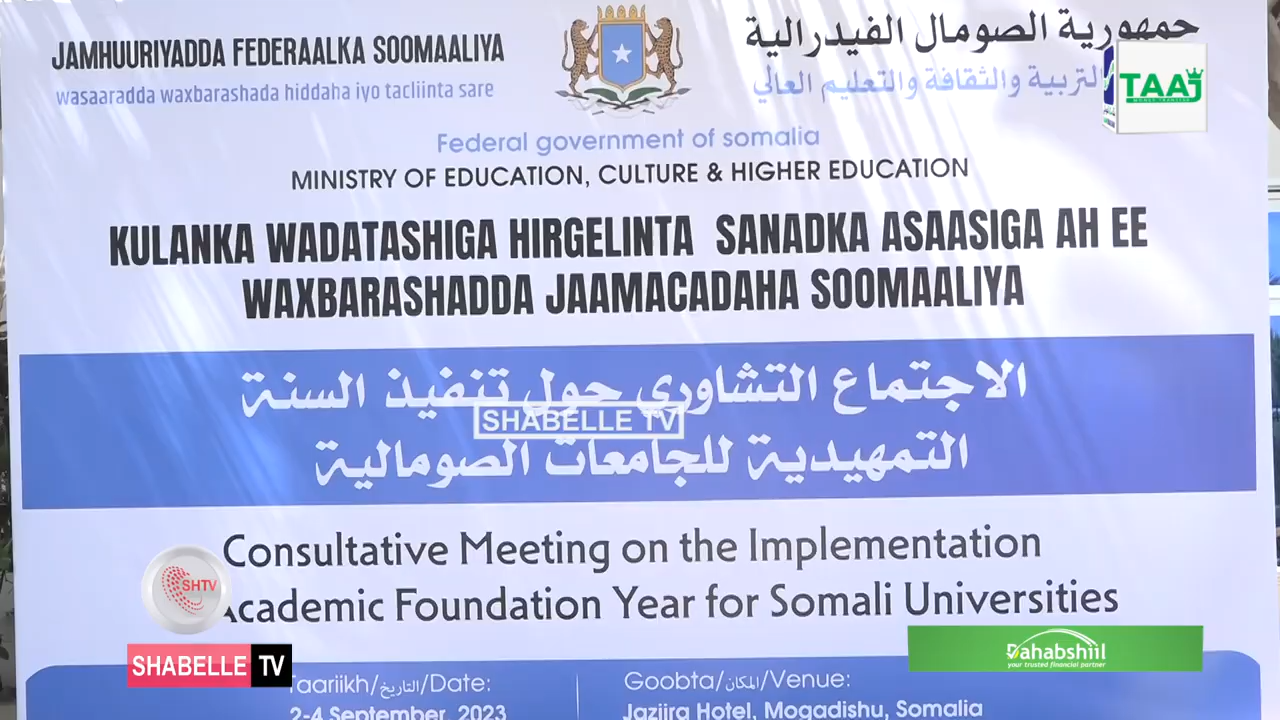 JAMHUURIYADDA FEDERAALKA SOOMAALIYA
wasaaradda waxbarashada hiddaha iyo tacliinta sare
جمهورية الصومال الفيدرالية
التربية والثقافة والتعليم العالي
TAAJ
Federal government of somalia
MINISTRY OF EDUCATION, CULTURE & HIGHER EDUCATION
KULANKA WADATASHIGA HIRGELINTA SANADKA ASAASIGA AH EE
WAXBARASHADDA JAAMACADAHA SOOMAALIYA
الاجتماع التشاوري حول تنفيذ السنة
SHABELLE TV
التمهيدية للجامعات الصومالية
Consultative Meeting on the Implementation
Academic Foundation Year for Somali Universities
SHTV
SHABELLE TV
Dahabshiil
your trusted financial partner
Taariikh/التاريخ/Date:
2-4 September, 2023
Goobta/المكان/Venue:
Jazjira Hotel, Mogadishu, Somalia